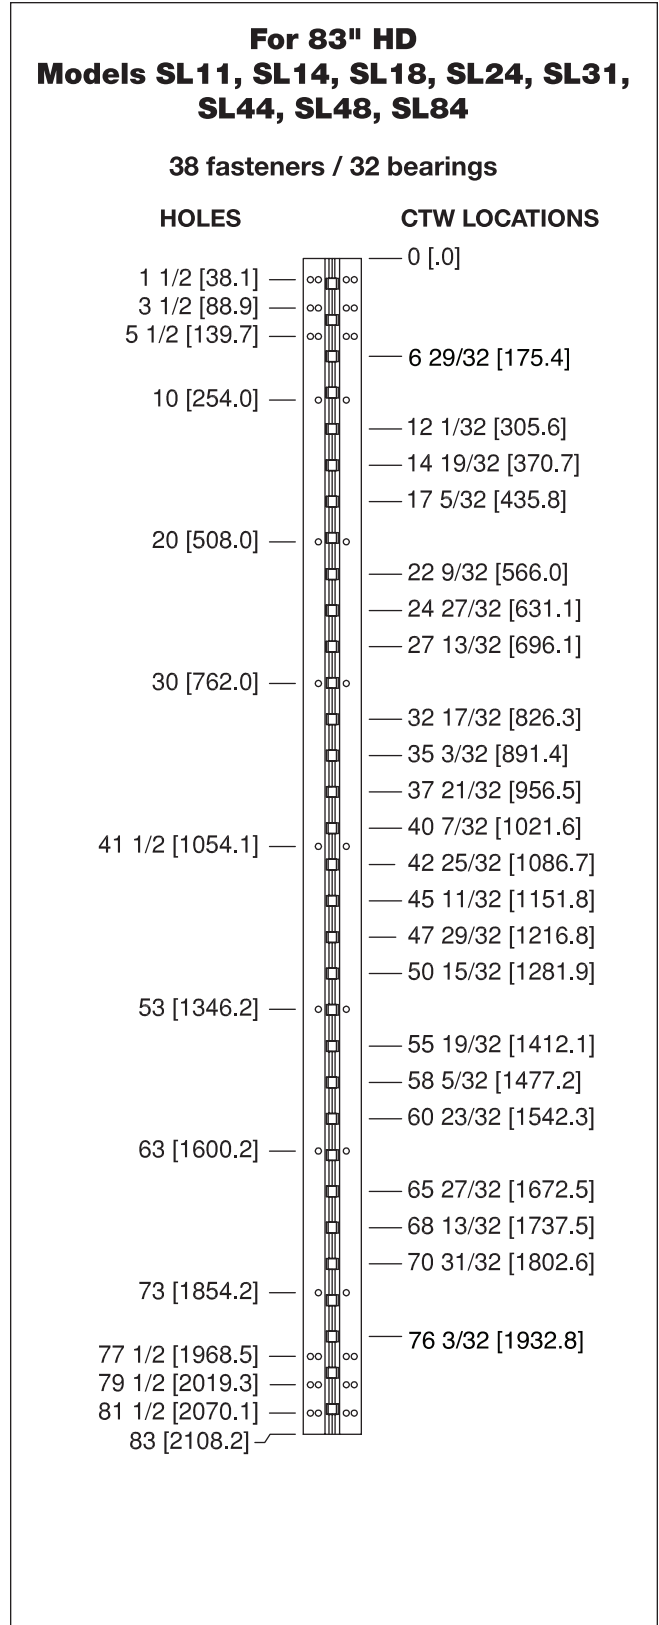 For 83" HD
Models SL11, SL14, SL18, SL24, SL31,
SL44, SL48, SL84
38 fasteners / 32 bearings
HOLES
1 1/2 [38.1]
3 1/2 [88.9]
5 1/2 [139.7]
10 [254.0]
20 [508.0]
30 [762.0]
41 1/2 [1054.1]
53 [1346.2]
63 [1600.2]
73 [1854.2]
77 1/2 [1968.5]
79 1/2 [2019.3]
81 1/2 [2070.1]
83 [2108.2]
CTW LOCATIONS
0 [.0]
6 29/32 [175.4]
12 1/32 [305.6]
14 19/32 [370.7]
17 5/32 [435.8]
22 9/32 [566.0]
24 27/32 [631.1]
27 13/32 [696.1]
32 17/32 [826.3]
35 3/32 [891.4]
37 21/32 [956.5]
40 7/32 [1021.6]
42 25/32 [1086.7]
45 11/32 [1151.8]
47 29/32 [1216.8]
50 15/32 [1281.9]
55 19/32 [1412.1]
58 5/32 [1477.2]
60 23/32 [1542.3]
65 27/32 [1672.5]
68 13/32 [1737.5]
70 31/32 [1802.6]
76 3/32 [1932.8]